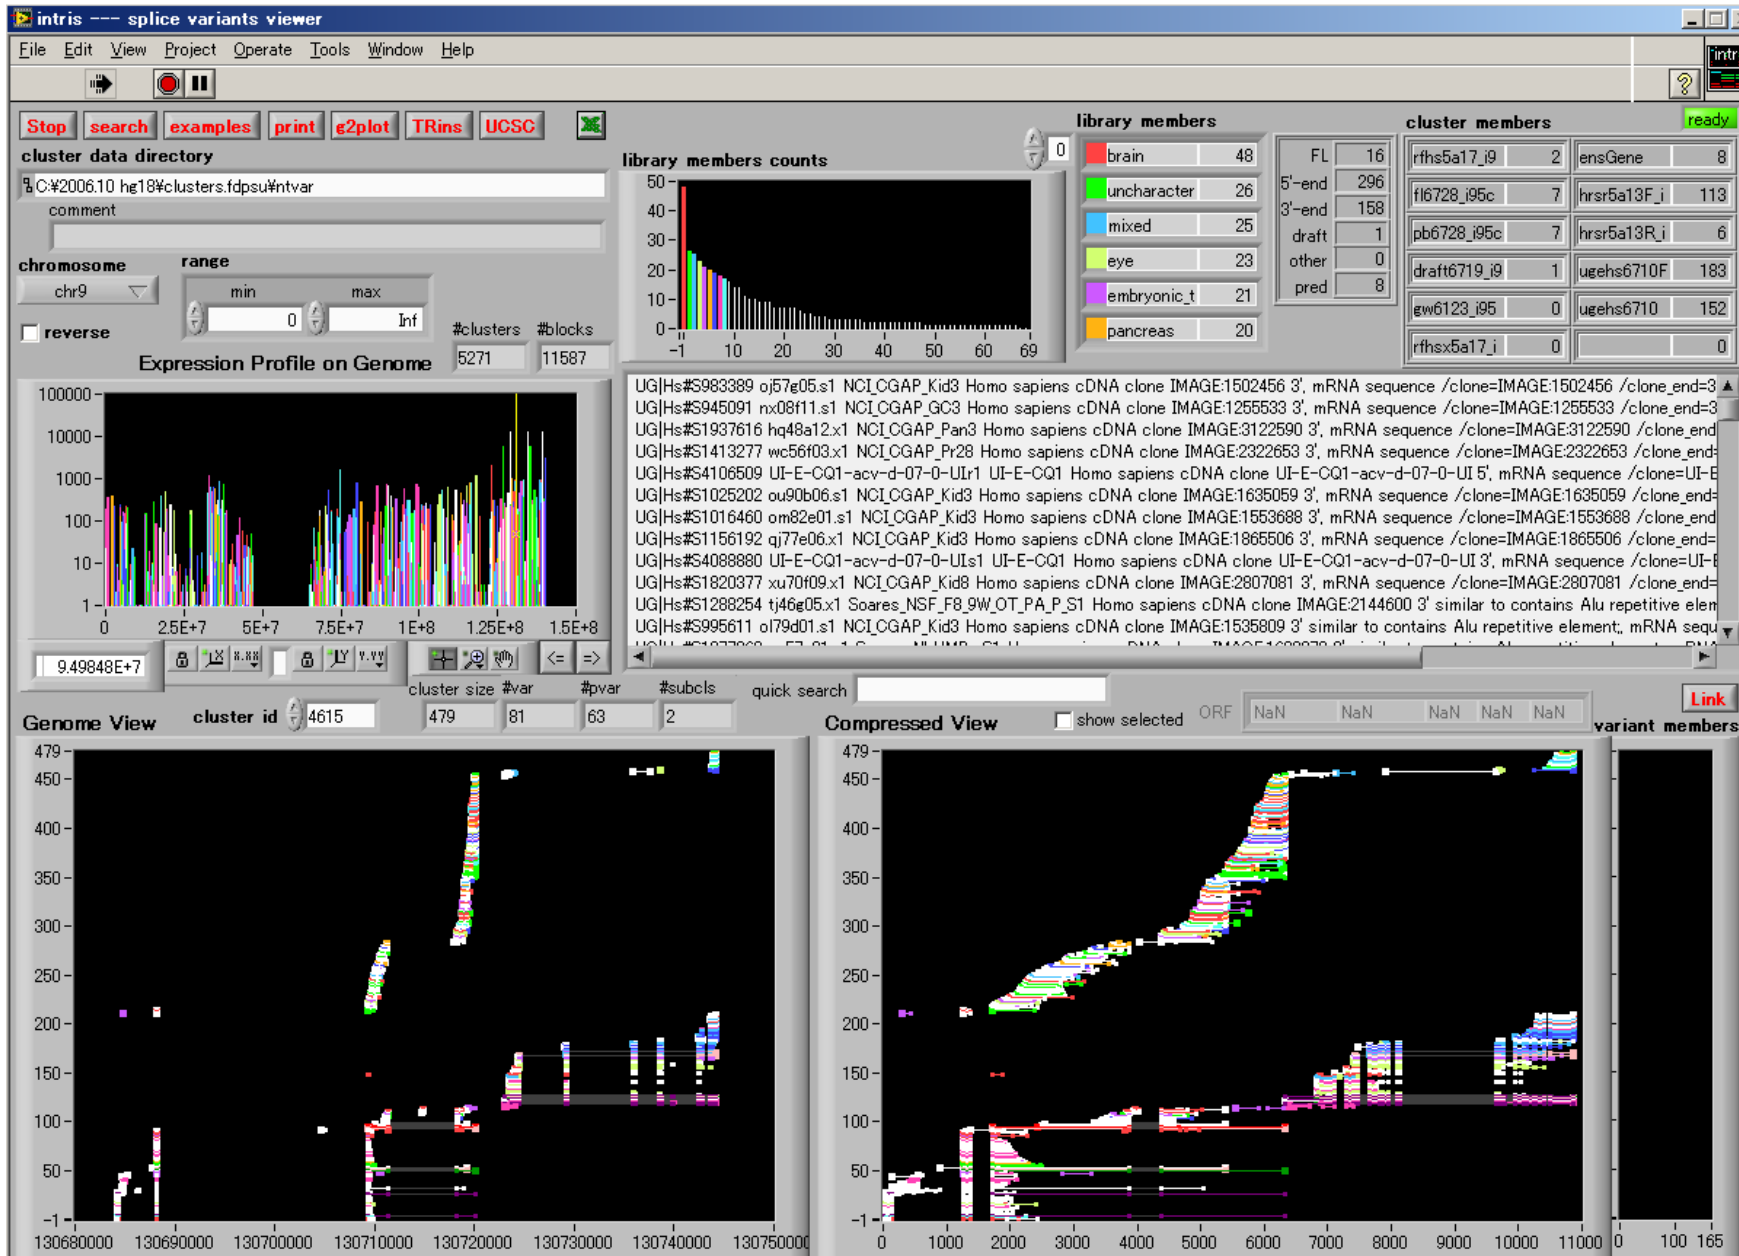 intris --- splice variants viewer
File Edit View Project Operate Tools Window Help
intr
Stop search examples print g2plot TRins UCSC
cluster data directory
C:¥2006.10 hg18¥clusters.fdpsu¥ntvar
comment
chromosome
chr9
reverse
range
min max
0 Inf
#clusters #blocks
5271 11587
library members counts
0
50
40
30
20
10
0
-1 10 20 30 40 50 60 69
library members
brain 48
uncharacter 26
mixed 25
eye 23
embryonic_t 21
pancreas 20
FL 16
5'-end 296
3'-end 158
draft 1
other 0
pred 8
cluster members
ready
rfhs5a17_i9 2 ensGene 8
fl6728_i95c 7 hrsr5a13F_i 113
pb6728_i95c 7 hrsr5a13R_i 6
draft6719_i9 1 ugehs6710F 183
gw6123_i95 0 ugehs6710 152
rfhsx5a17_i 0 0
Expression Profile on Genome
100000
10000
1000
100
10
1
0 2.5E+7 5E+7 7.5E+7 1E+8 1.25E+8 1.5E+8
9.49848E+7
X X.XX Y Y.YY <= =>
UG|Hs#S983389 oj57g05.s1 NCI_CGAP_Kid3 Homo sapiens cDNA clone IMAGE:1502456 3', mRNA sequence /clone=IMAGE:1502456 /clone_end=3
UG|Hs#S945091 nx08f11.s1 NCI_CGAP_GC3 Homo sapiens cDNA clone IMAGE:1255533 3', mRNA sequence /clone=IMAGE:1255533 /clone_end=3
UG|Hs#S1937616 hq48a12.x1 NCI_CGAP_Pan3 Homo sapiens cDNA clone IMAGE:3122590 3', mRNA sequence /clone=IMAGE:3122590 /clone_end
UG|Hs#S1413277 wc56f03.x1 NCI_CGAP_Pr28 Homo sapiens cDNA clone IMAGE:2322653 3', mRNA sequence /clone=IMAGE:2322653 /clone_end=
UG|Hs#S4106509 UI-E-CQ1-acv-d-07-0-UIr1 UI-E-CQ1 Homo sapiens cDNA clone UI-E-CQ1-acv-d-07-0-UI 5', mRNA sequence /clone=UI-E
UG|Hs#S1025202 ou90b06.s1 NCI_CGAP_Kid3 Homo sapiens cDNA clone IMAGE:1635059 3', mRNA sequence /clone=IMAGE:1635059 /clone_end=
UG|Hs#S1016460 om82e01.s1 NCI_CGAP_Kid3 Homo sapiens cDNA clone IMAGE:1553688 3', mRNA sequence /clone=IMAGE:1553688 /clone_end
UG|Hs#S1156192 qj77e06.x1 NCI_CGAP_Kid3 Homo sapiens cDNA clone IMAGE:1865506 3', mRNA sequence /clone=IMAGE:1865506 /clone_end=
UG|Hs#S4088880 UI-E-CQ1-acv-d-07-0-UIs1 UI-E-CQ1 Homo sapiens cDNA clone UI-E-CQ1-acv-d-07-0-UI 3', mRNA sequence /clone=UI-E
UG|Hs#S1820377 xu70f09.x1 NCI_CGAP_Kid8 Homo sapiens cDNA clone IMAGE:2807081 3', mRNA sequence /clone=IMAGE:2807081 /clone_end=
UG|Hs#S1288254 tj46g05.x1 Soares_NSF_F8_9W_OT_PA_P_S1 Homo sapiens cDNA clone IMAGE:2144600 3' similar to contains Alu repetitive elem
UG|Hs#S995611 ol79d01.s1 NCI_CGAP_Kid3 Homo sapiens cDNA clone IMAGE:1535809 3' similar to contains Alu repetitive element;, mRNA sequ
Genome View
cluster id 4615
cluster size #var #pvar #subcls
479 81 63 2
quick search
Compressed View
show selected
ORF NaN NaN NaN NaN NaN
Link
variant members
479
450
400
350
300
250
200
150
100
50
-1
130680000 130690000 130700000 130710000 130720000 130730000 130740000 13075000
479
450
400
350
300
250
200
150
100
50
-1
0 1000 2000 3000 4000 5000 6000 7000 8000 9000 10000 11000
0 100 165